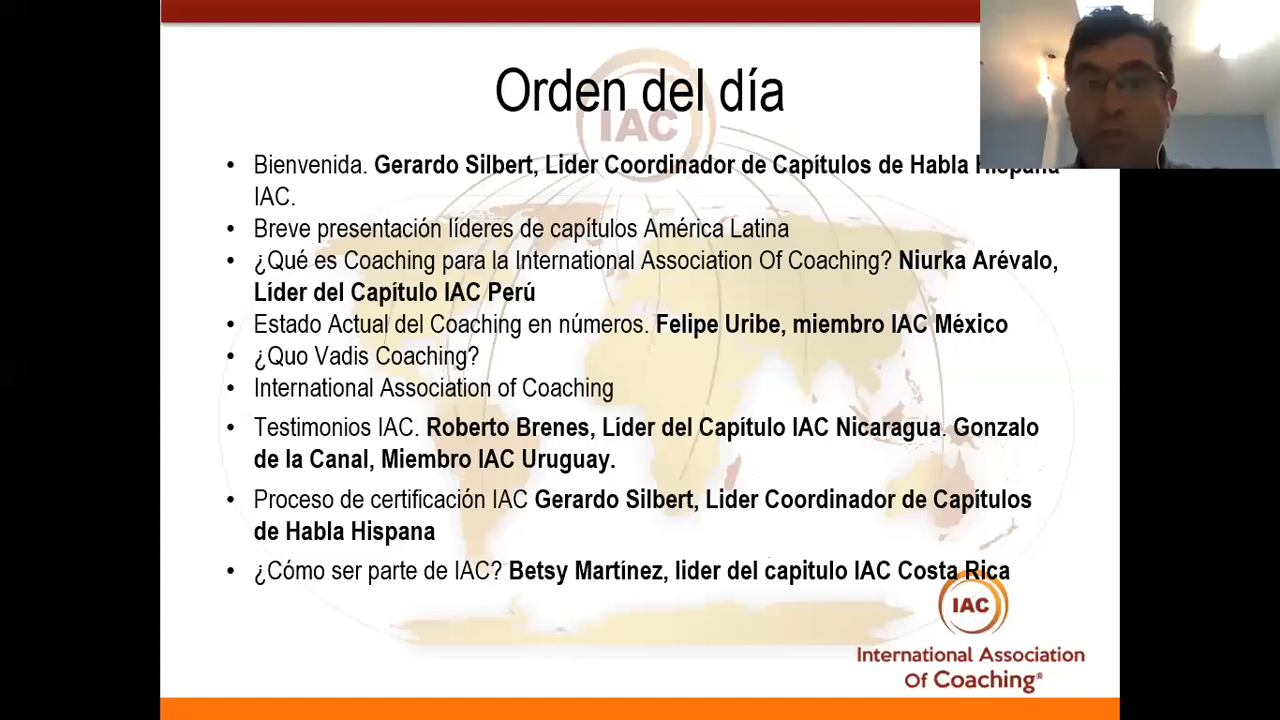 Orden del día
IAC
• Bienvenida. Gerardo Silbert, Lider Coordinador de Capítulos de Habla Hispana
IAC.
• Breve presentación líderes de capítulos América Latina
• ¿Qué es Coaching para la International Association Of Coaching? Niurka Arévalo,
Líder del Capítulo IAC Perú
• Estado Actual del Coaching en números. Felipe Uribe, miembro IAC México
• ¿Quo Vadis Coaching?
• International Association of Coaching
• Testimonios IAC. Roberto Brenes, Líder del Capítulo IAC Nicaragua. Gonzalo
de la Canal, Miembro IAC Uruguay.
• Proceso de certificación IAC Gerardo Silbert, Lider Coordinador de Capítulos
de Habla Hispana
• ¿Cómo ser parte de IAC? Betsy Martínez, lider del capitulo IAC Costa Rica
IAC
International Association
Of Coaching®